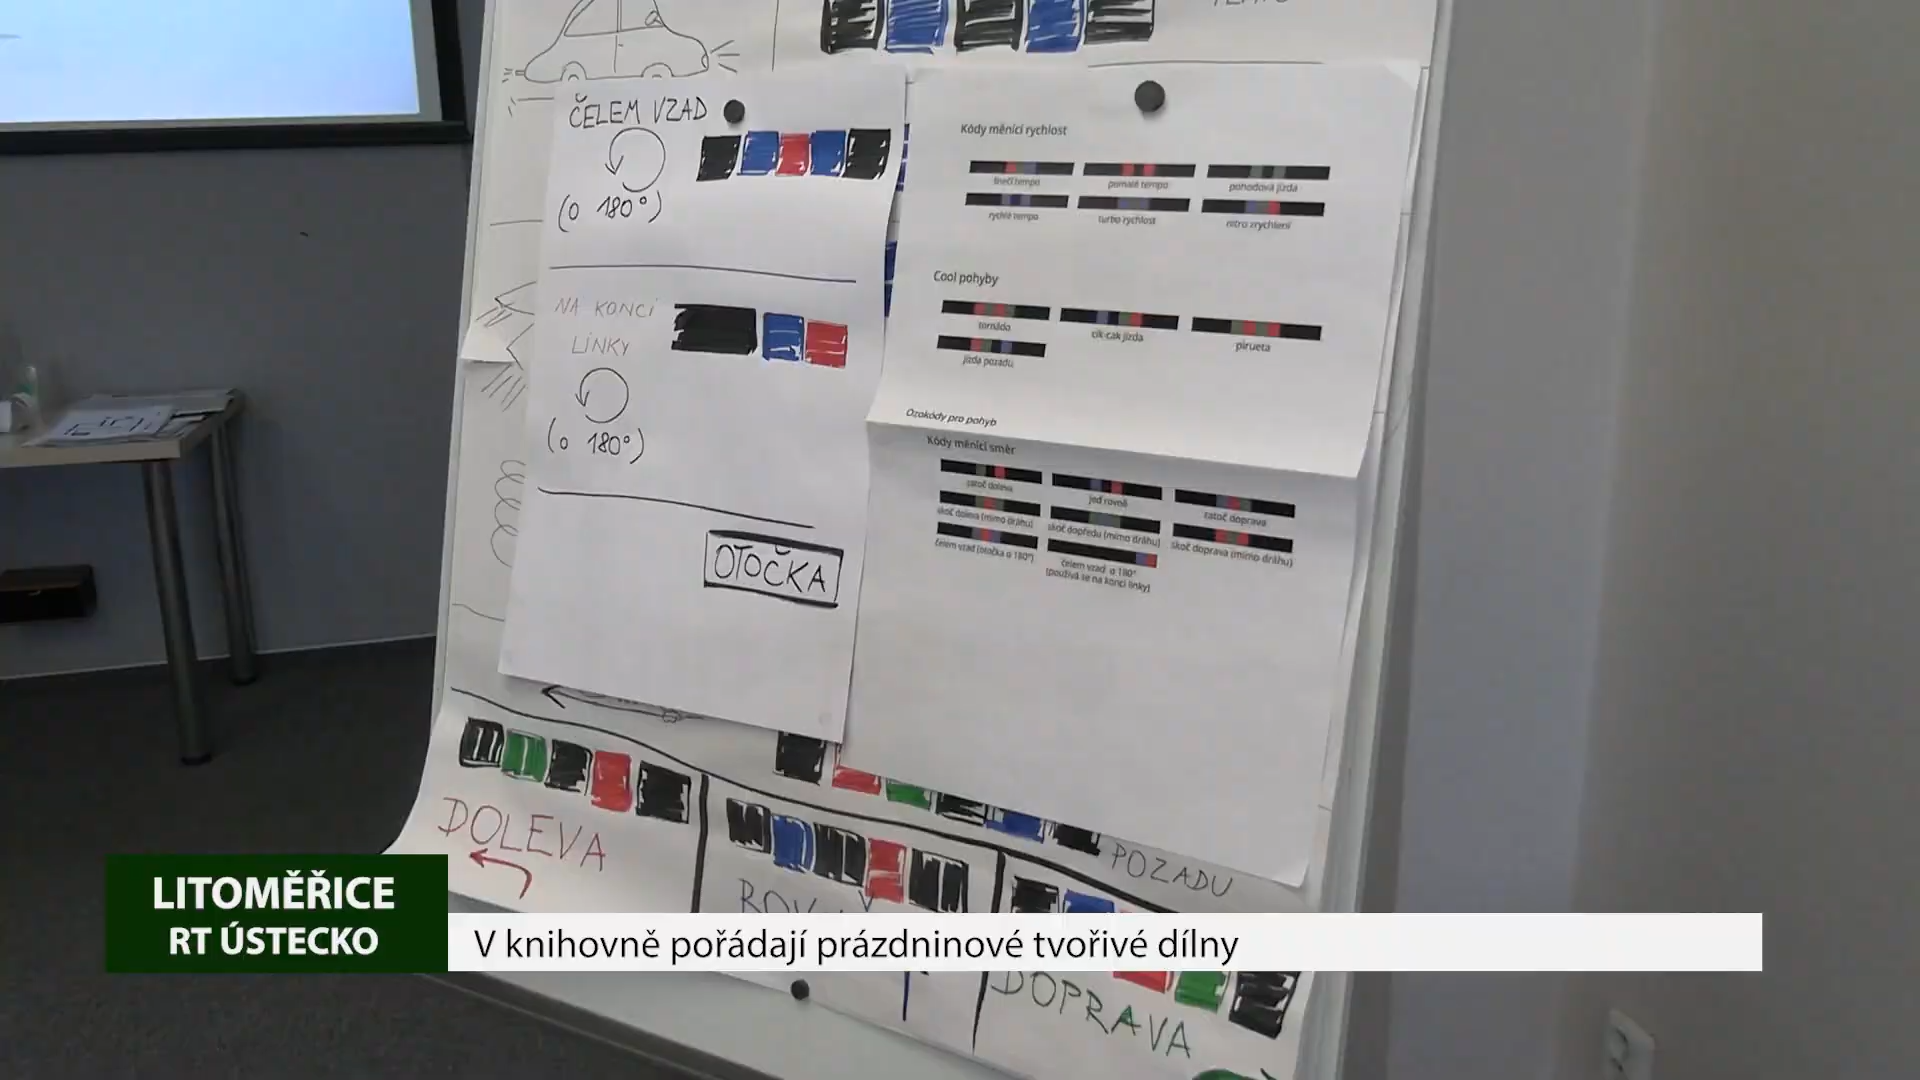 ČELEM VZAD
(o 180°)
NA KONCI
LINKY
(o 180°)
OTOČKA
Kódy měnící rychlost
šnečí tempo
pomalé tempo
pohodová jízda
rychlé tempo
turbo rychlost
nitro zrychlení
Cool pohyby
tornádo
cik-cak jízda
pirueta
jízda pozadu
Ozokódy pro pohyb
Kódy měnící směr
zatoč doleva
jeď rovně
zatoč doprava
skoč doleva (mimo dráhu)
skoč dopředu (mimo dráhu)
skoč doprava (mimo dráhu)
čelem vzad (otočka o 180°)
čelem vzad o 180°
(používá se na konci linky)
DOLEVA
POZADU
DOPRAVA
LITOMĚŘICE
RT ÚSTECKO
V knihovně pořádají prázdninové tvořivé dílny